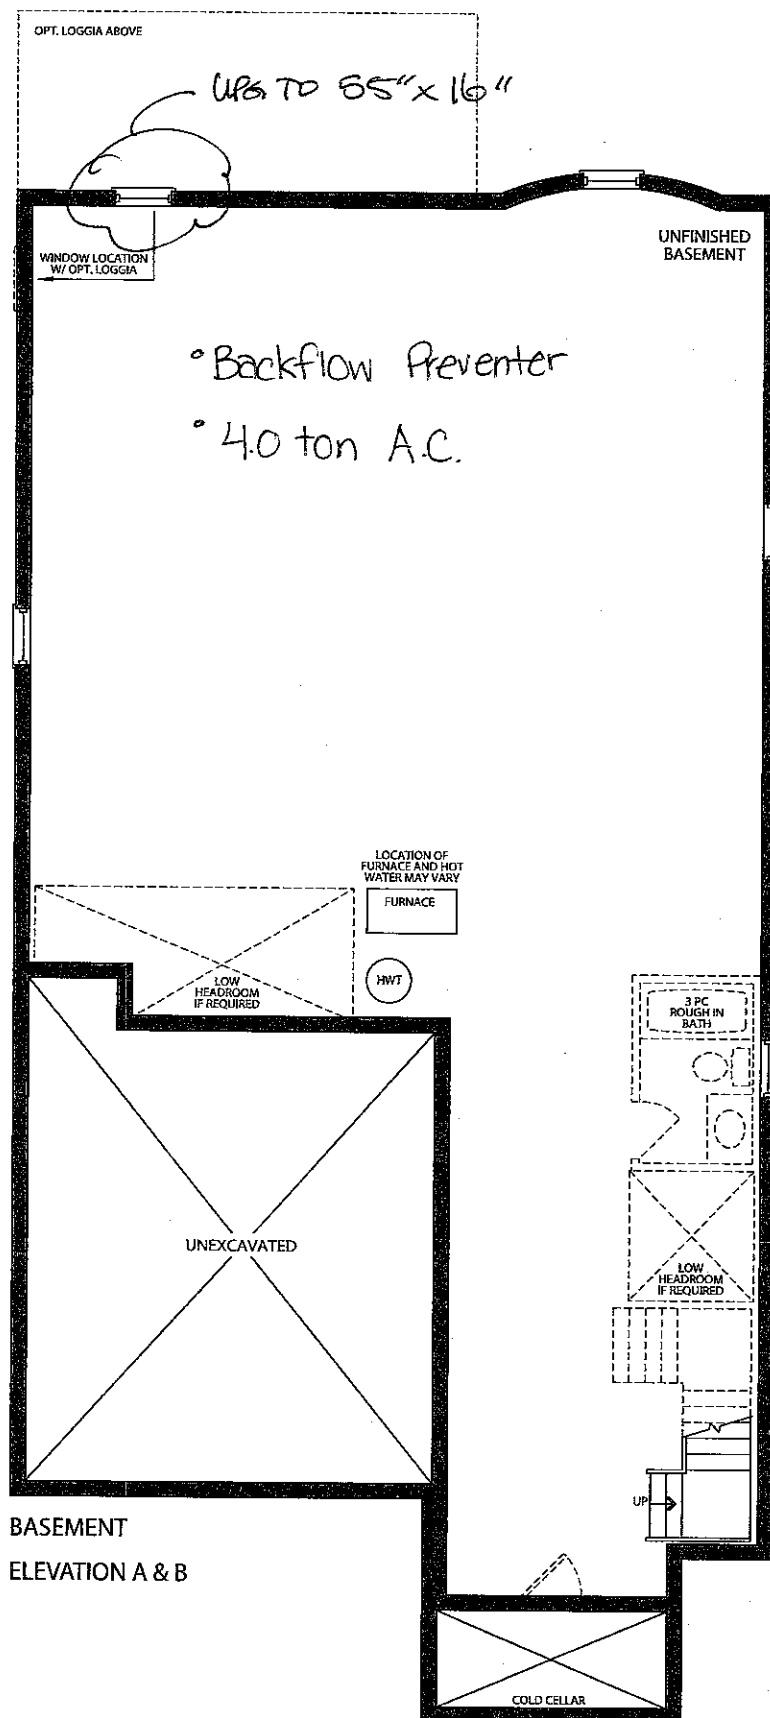 OPT. LOGGIA ABOVE
UPG TO 55" x 16"
WINDOW LOCATION
W/ OPT. LOGGIA
UNFINISHED
BASEMENT
° Backflow Preventer
° 4.0 ton A.C.
LOCATION OF
FURNACE AND HOT
WATER MAY VARY
FURNACE
HWT
LOW
HEADROOM
IF REQUIRED
3 PC
ROUGH IN
BATH
UNEXCAVATED
LOW
HEADROOM
IF REQUIRED
UP
BASEMENT
ELEVATION A & B
COLD CELLAR